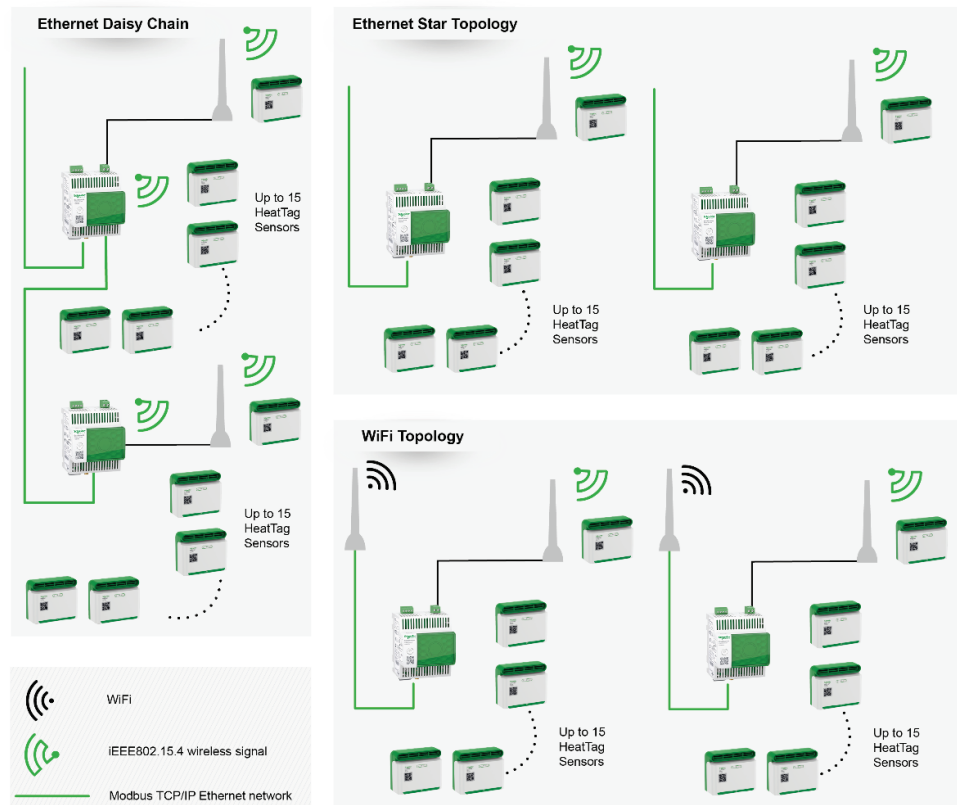 Ethernet Daisy Chain
Up to 15
HeatTag
Sensors
Up to 15
HeatTag
Sensors
Ethernet Star Topology
Up to 15
HeatTag
Sensors
Up to 15
HeatTag
Sensors
WiFi Topology
Up to 15
HeatTag
Sensors
Up to 15
HeatTag
Sensors
WiFi
iEEE802.15.4 wireless signal
Modbus TCP/IP Ethernet network